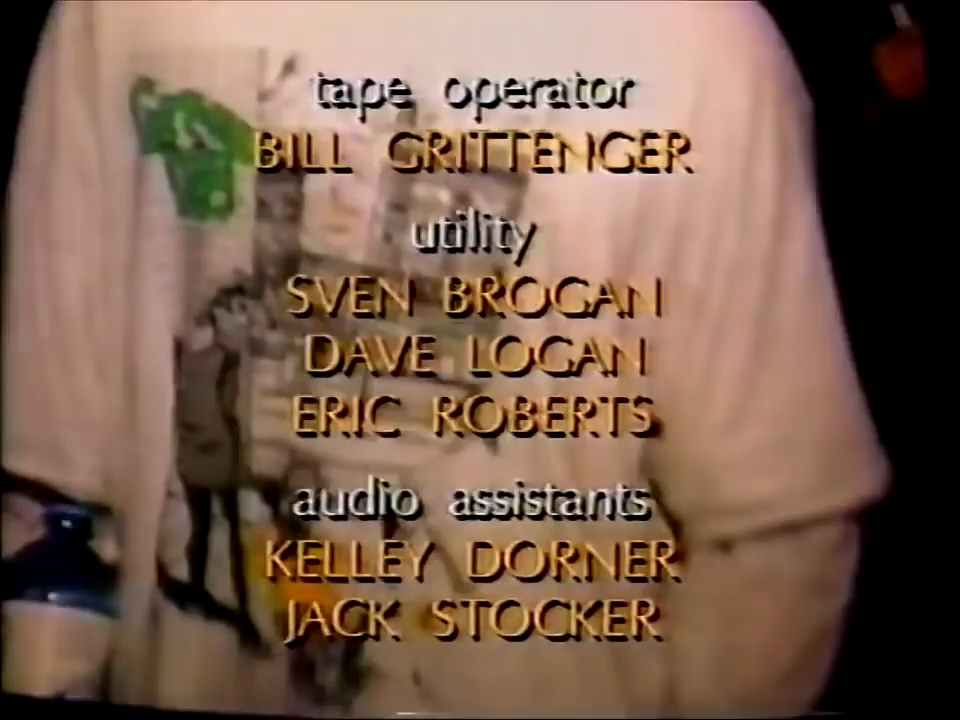 tape operator
BILL GRITTENGER
utility
SVEN BROGAN
DAVE LOGAN
ERIC ROBERTS
audio assistants
KELLEY DORNER
JACK STOCKER